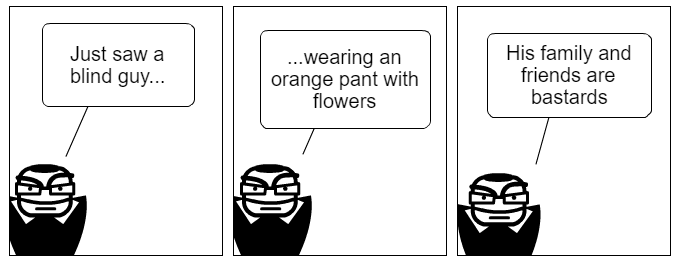 Just saw a
blind guy...
...wearing an
orange pant with
flowers
His family and
friends are
bastards